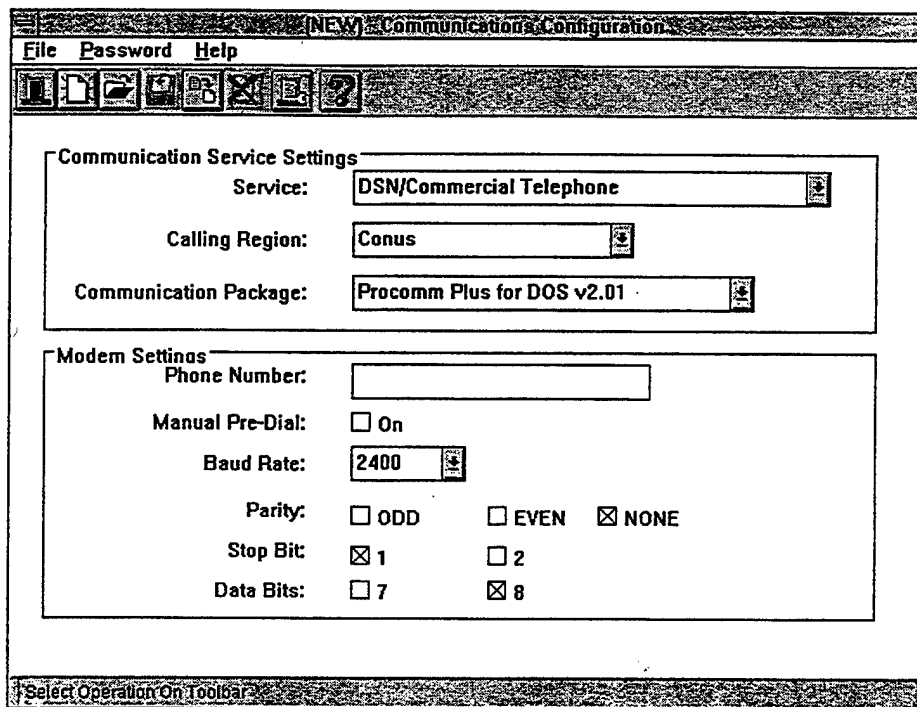 [NEW] - Communications Configuration
File Password Help
Communication Service Settings
Service: DSN/Commercial Telephone
Calling Region: Conus
Communication Package: Procomm Plus for DOS v2.01
Modem Settings
Phone Number:
Manual Pre-Dial: On
Baud Rate: 2400
Parity: ODD EVEN NONE
Stop Bit: 1 2
Data Bits: 7 8
Select Operation On Toolbar